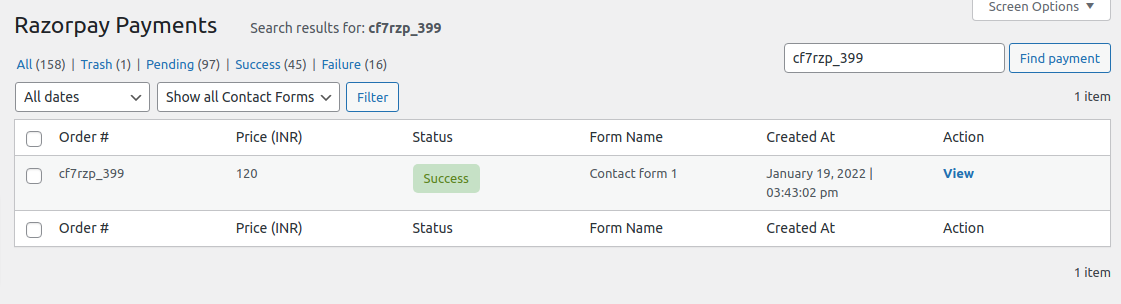 Screen Options ▼
Razorpay Payments Search results for: cf7rzp_399
All (158) | Trash (1) | Pending (97) | Success (45) | Failure (16)
cf7rzp_399 Find payment
All dates Show all Contact Forms Filter
1 item
Order # Price (INR) Status Form Name Created At Action
cf7rzp_399 120 Success Contact form 1 January 19, 2022 | View
03:43:02 pm
Order # Price (INR) Status Form Name Created At Action
1 item